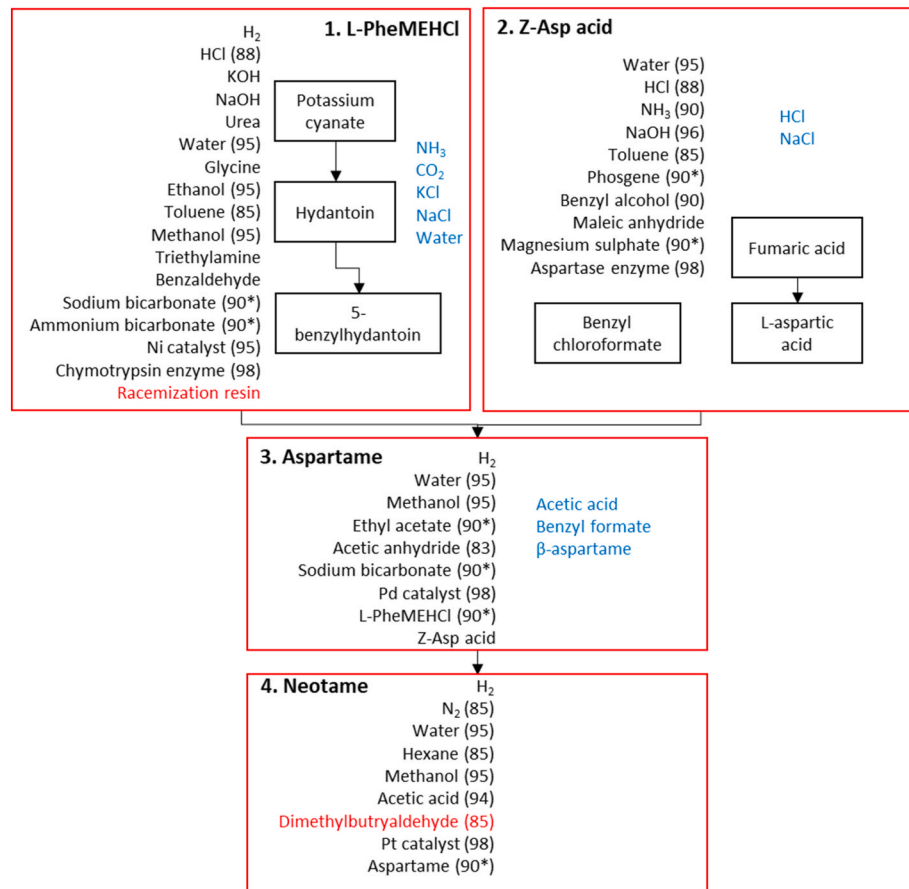 1. L-PheMEHCl
H₂
HCl (88)
KOH
NaOH
Urea
Water (95)
Glycine
Ethanol (95)
Toluene (85)
Methanol (95)
Triethylamine
Benzaldehyde
Sodium bicarbonate (90*)
Ammonium bicarbonate (90*)
Ni catalyst (95)
Chymotrypsin enzyme (98)
Racemization resin
Potassium
cyanate
Hydantoin
5-
benzylhydantoin
NH₃
CO₂
KCl
NaCl
Water
2. Z-Asp acid
Water (95)
HCl (88)
NH₃ (90)
NaOH (96)
Toluene (85)
Phosgene (90*)
Benzyl alcohol (90)
Maleic anhydride
Magnesium sulphate (90*)
Aspartase enzyme (98)
HCl
NaCl
Fumaric acid
Benzyl
chloroformate
L-aspartic
acid
3. Aspartame
H₂
Water (95)
Methanol (95)
Ethyl acetate (90*)
Acetic anhydride (83)
Sodium bicarbonate (90*)
Pd catalyst (98)
L-PheMEHCl (90*)
Z-Asp acid
Acetic acid
Benzyl formate
β-aspartame
4. Neotame
H₂
N₂ (85)
Water (95)
Hexane (85)
Methanol (95)
Acetic acid (94)
Dimethylbutryaldehyde (85)
Pt catalyst (98)
Aspartame (90*)